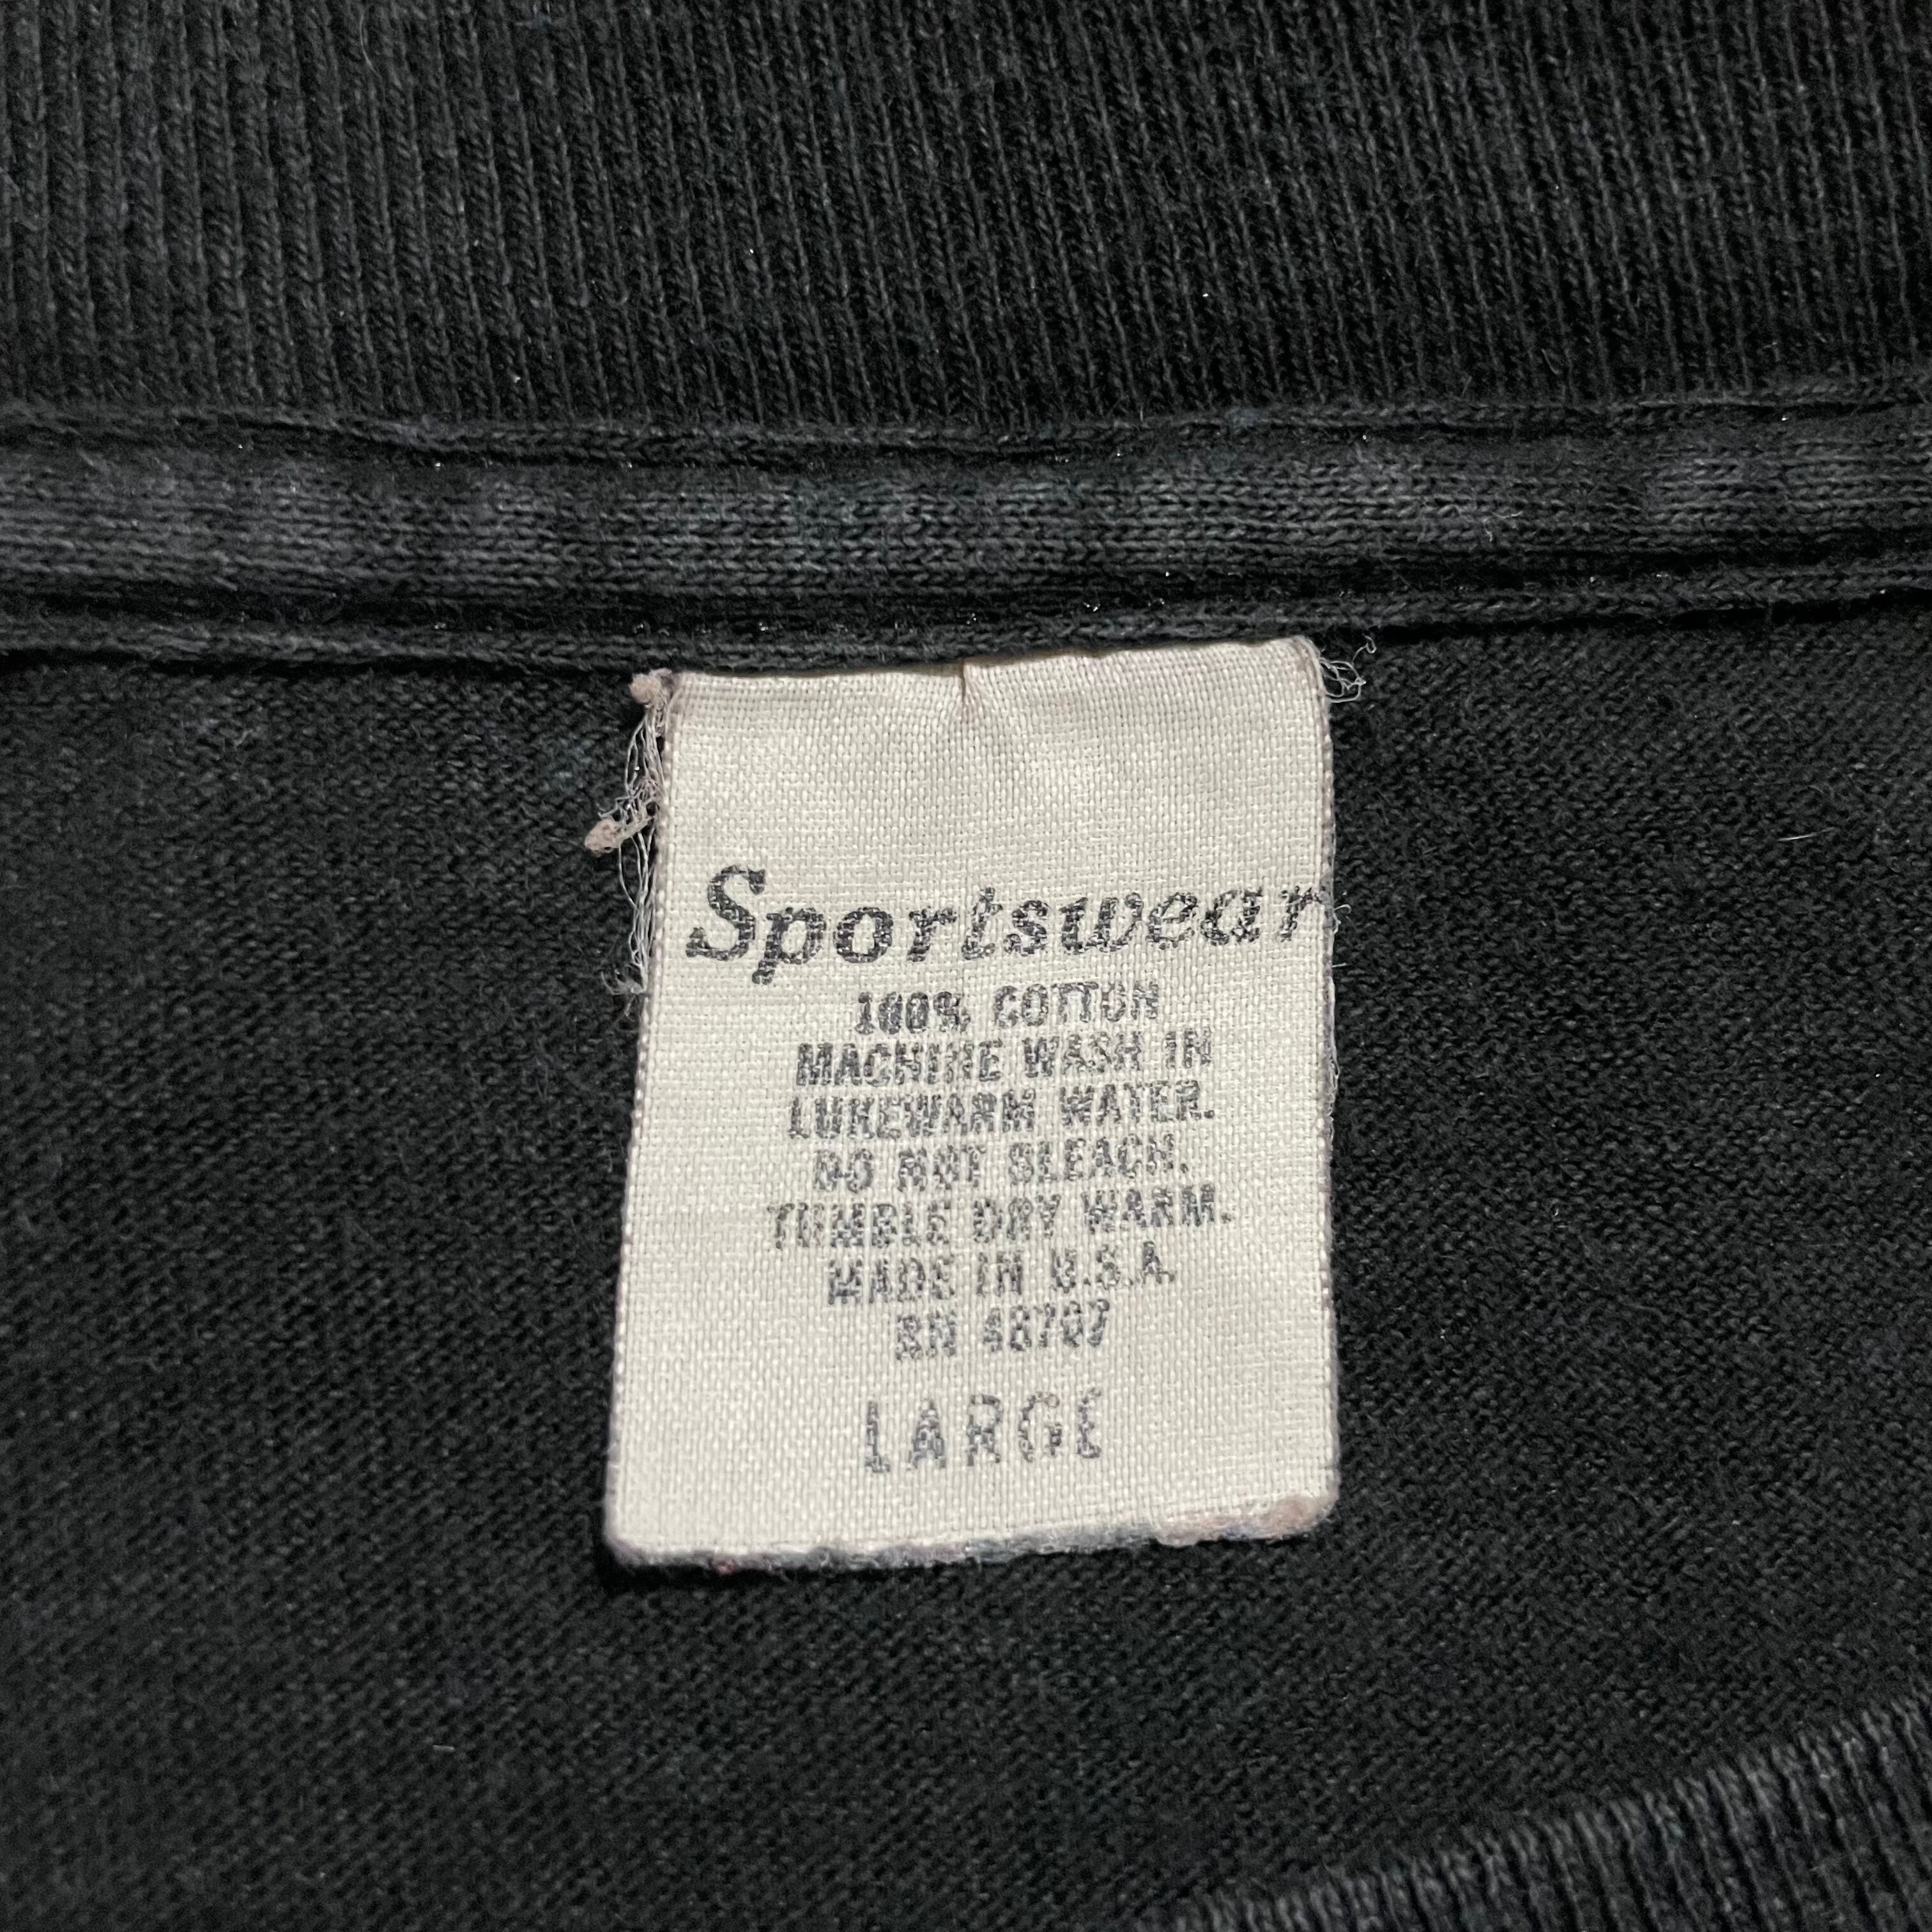 Sportswear
100% COTTON
MACHINE WASH IN
LUKEWARM WATER.
DO NOT BLEACH.
TUMBLE DRY WARM.
MADE IN U.S.A.
RN 48707
LARGE